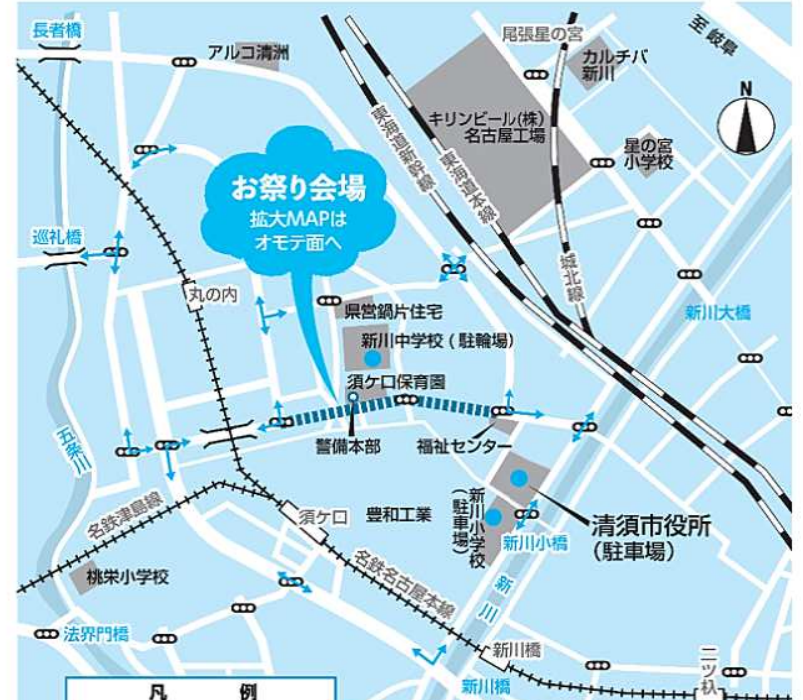 長者橋
アルコ清洲
尾張星の宮
カルチバ
新川
至 岐阜
N
キリンビール(株)
名古屋工場
星の宮
小学校
東海道新幹線
東海道本線
城北線
お祭り会場
拡大MAPは
オモテ面へ
巡礼橋
丸の内
県営鍋片住宅
新川中学校(駐輪場)
須ケ口保育園
新川大橋
警備本部
福祉センター
五条川
名鉄津島線
須ケ口
豊和工業
新川小学校
(駐車場)
清須市役所
(駐車場)
新川小橋
桃栄小学校
名鉄名古屋本線
新川
法界門橋
新川橋
新川橋
二ツ杁
凡 例